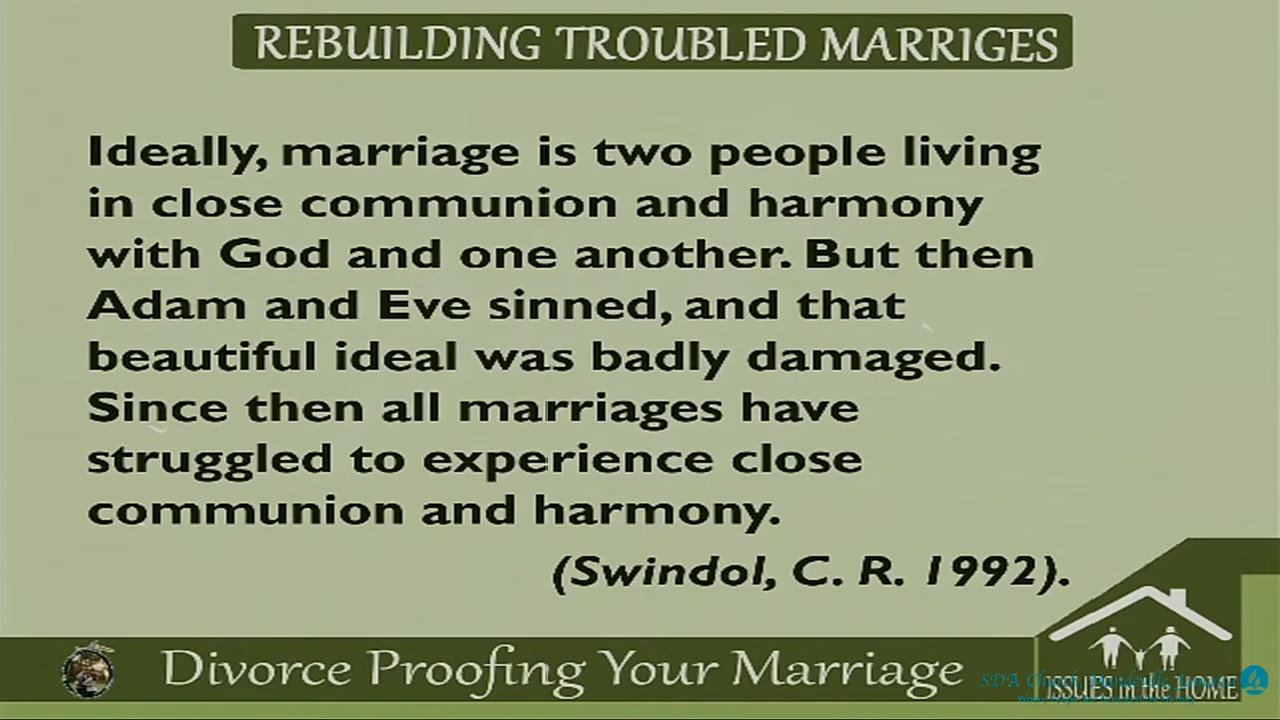 REBUILDING TROUBLED MARRIGES
Ideally, marriage is two people living
in close communion and harmony
with God and one another. But then
Adam and Eve sinned, and that
beautiful ideal was badly damaged.
Since then all marriages have
struggled to experience close
communion and harmony.
(Swindol, C. R. 1992).
Divorce Proofing Your Marriage
SDA Church,
ISSUES in the HOME